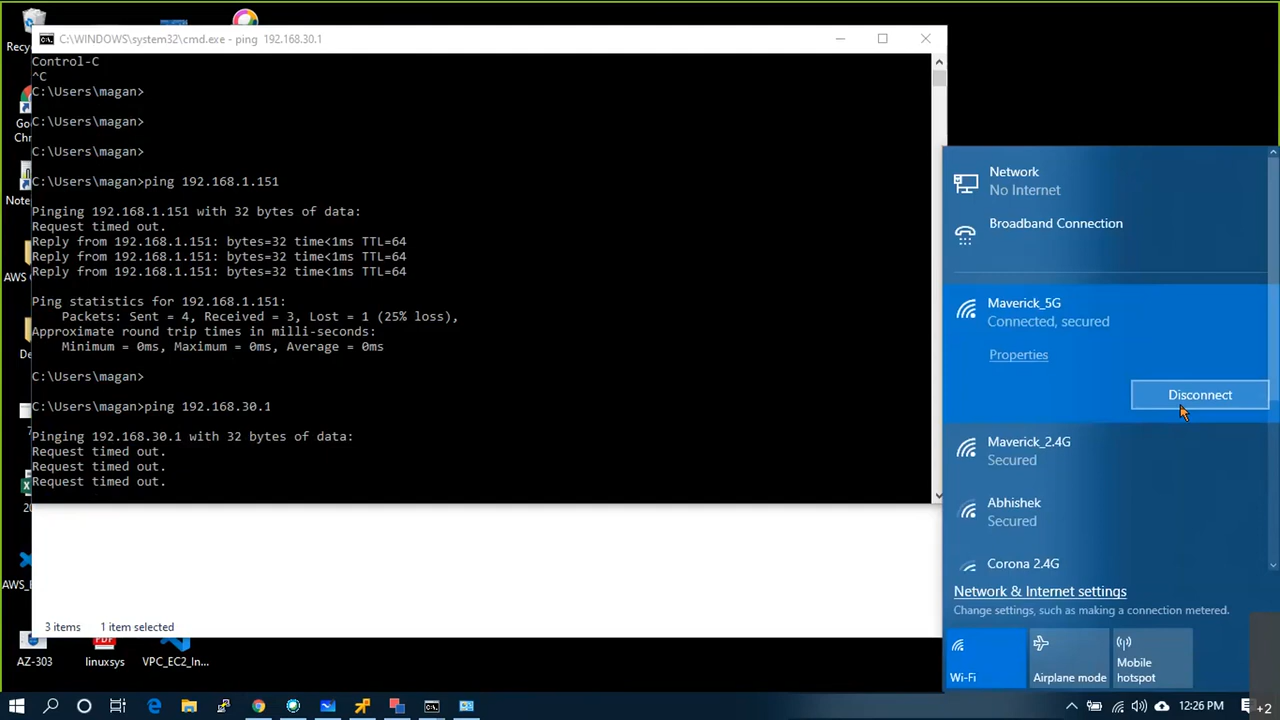 Recyc
C:\WINDOWS\system32\cmd.exe - ping 192.168.30.1
Control-C
^C
C:\Users\magan>
C:\Users\magan>
C:\Users\magan>
C:\Users\magan>ping 192.168.1.151
Pinging 192.168.1.151 with 32 bytes of data:
Request timed out.
Reply from 192.168.1.151: bytes=32 time<1ms TTL=64
Reply from 192.168.1.151: bytes=32 time<1ms TTL=64
Reply from 192.168.1.151: bytes=32 time<1ms TTL=64
Ping statistics for 192.168.1.151:
Packets: Sent = 4, Received = 3, Lost = 1 (25% loss),
Approximate round trip times in milli-seconds:
Minimum = 0ms, Maximum = 0ms, Average = 0ms
C:\Users\magan>
C:\Users\magan>ping 192.168.30.1
Pinging 192.168.30.1 with 32 bytes of data:
Request timed out.
Request timed out.
Request timed out.
Go
Chr
Note
AWS
De
20
AWS_E
3 items 1 item selected
AZ-303 linuxsys VPC_EC2_In...
Network
No Internet
Broadband Connection
Maverick_5G
Connected, secured
Properties
Disconnect
Maverick_2.4G
Secured
Abhishek
Secured
Corona 2.4G
Network & Internet settings
Change settings, such as making a connection metered.
Wi-Fi
Airplane mode
Mobile
hotspot
12:26 PM
+2